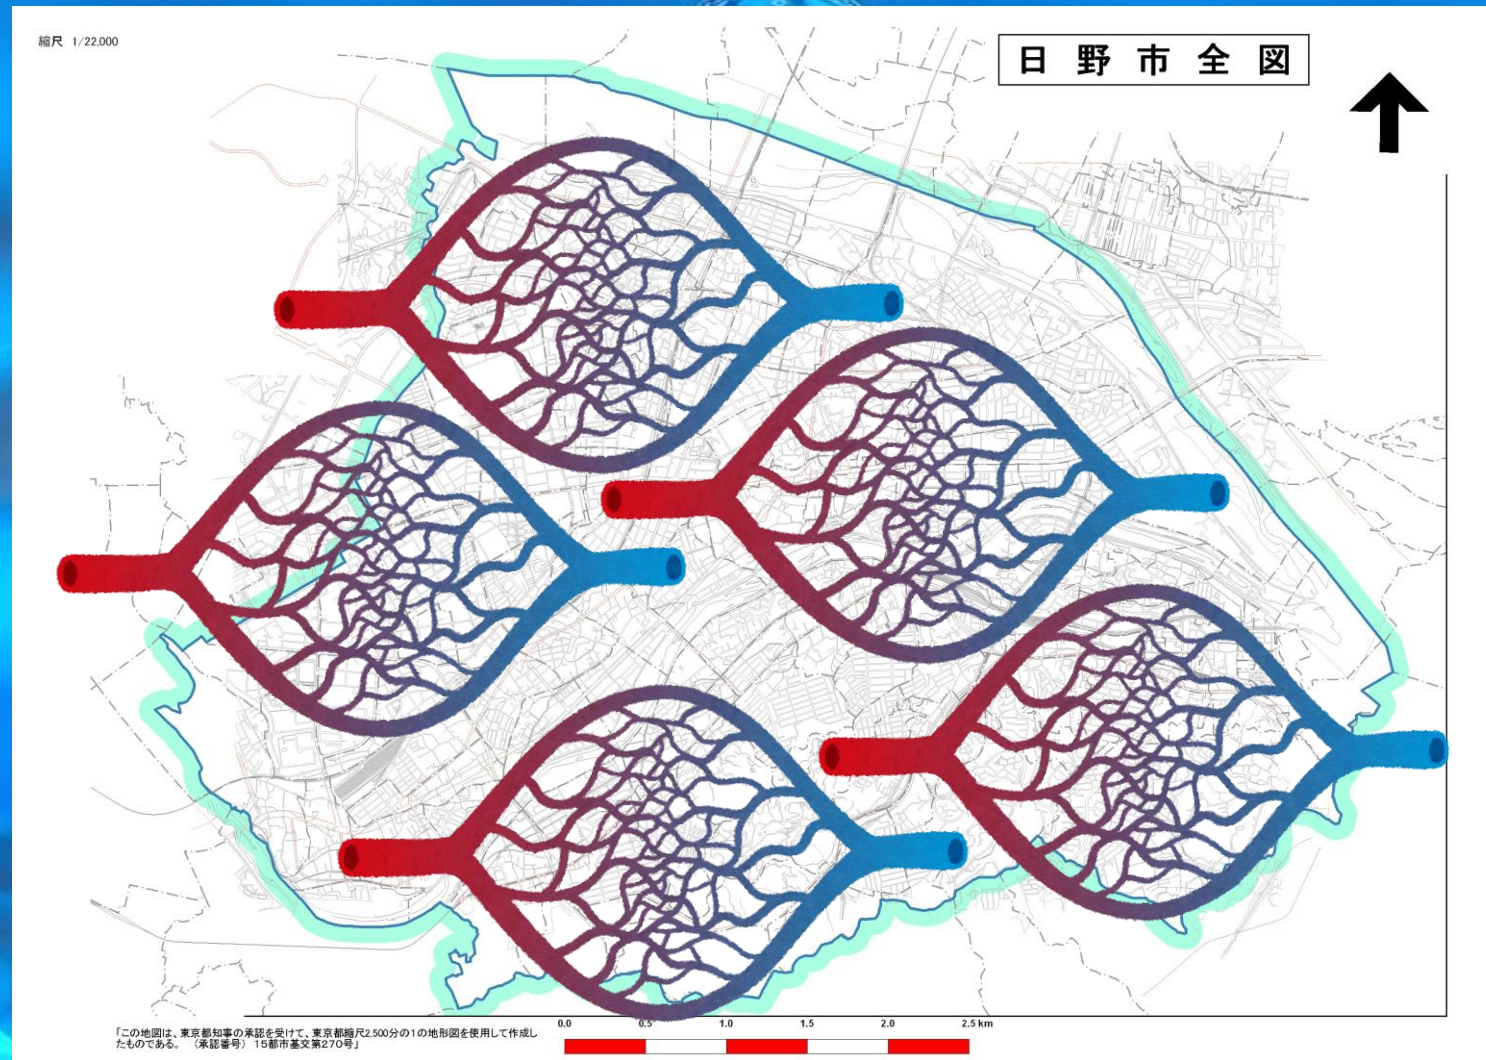 縮尺 1/22,000
日野市全図
「この地図は、東京都知事の承認を受けて、東京都縮尺2,500分の1の地形図を使用して作成し
たものである。 (承認番号) 15都市基交第270号」
0.0 0.5 1.0 1.5 2.0 2.5 km